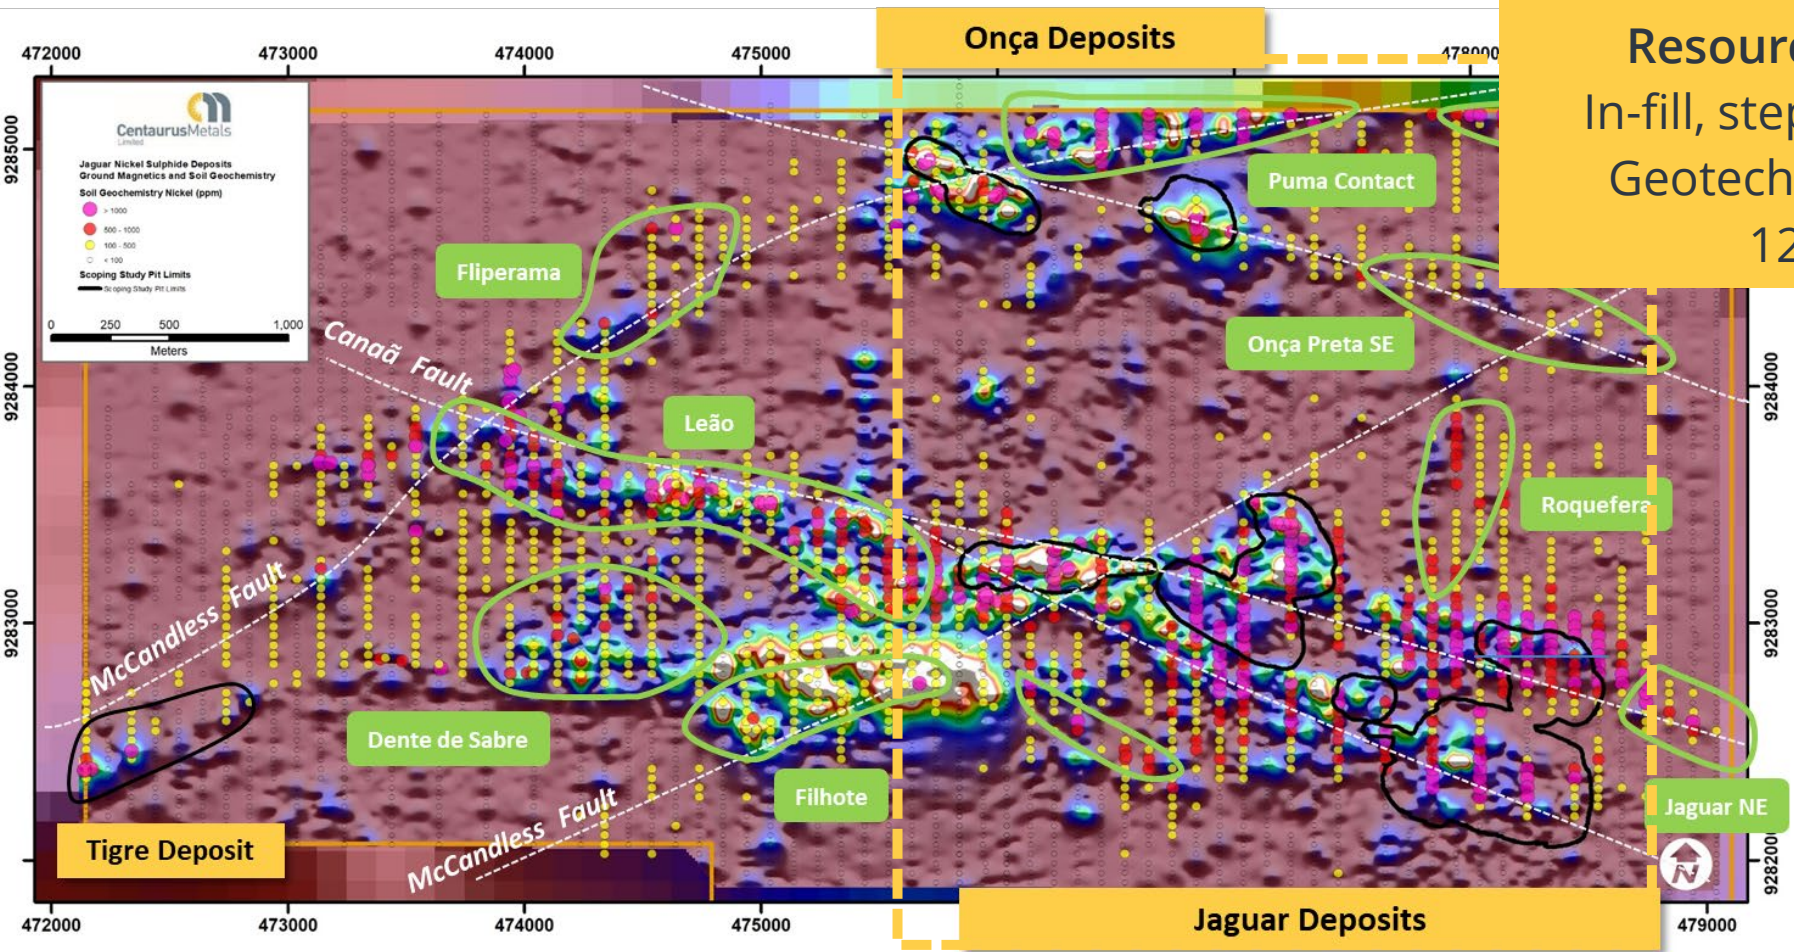 Onça Deposits
Resour
In-fill, step
Geotech
12
472000
473000
474000
475000
478000
CentaurusMetals
Limited
Jaguar Nickel Sulphide Deposits
Ground Magnetics and Soil Geochemistry
Soil Geochemistry Nickel (ppm)
> 1000
500 - 1000
100 - 500
< 100
Scoping Study Pit Limits
Scoping Study Pit Limits
0 250 500 1,000
Meters
9285000
Puma Contact
Fliperama
Canaã Fault
Onça Preta SE
9284000
9284000
Leão
Roquefera
McCandless Fault
9283000
9283000
Dente de Sabre
Filhote
Jaguar NE
McCandless Fault
Tigre Deposit
N
9282000
Jaguar Deposits
472000
473000
474000
475000
479000